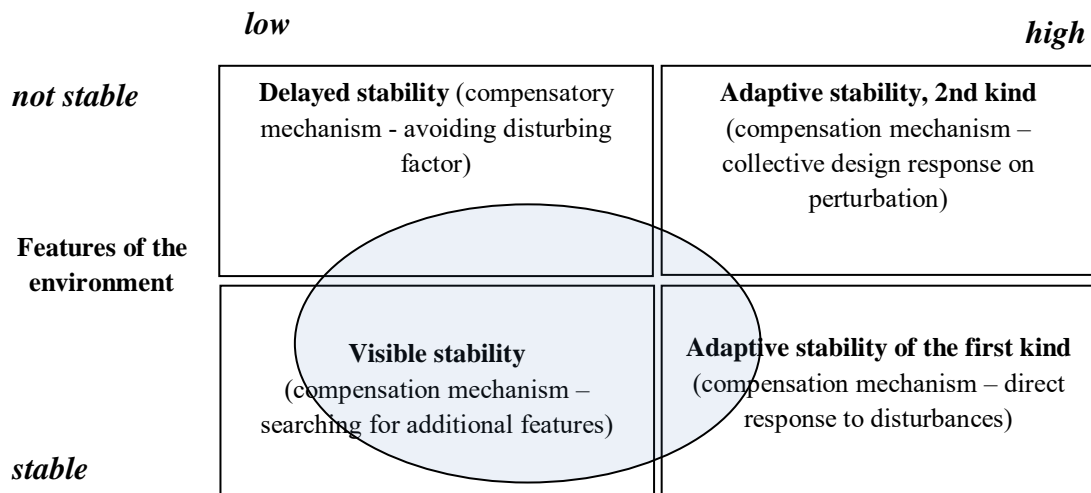 low
high
not stable
Delayed stability (compensatory
mechanism - avoiding disturbing
factor)
Adaptive stability, 2nd kind
(compensation mechanism –
collective design response on
perturbation)
Features of the
environment
Visible stability
(compensation mechanism –
searching for additional features)
Adaptive stability of the first kind
(compensation mechanism – direct
response to disturbances)
stable